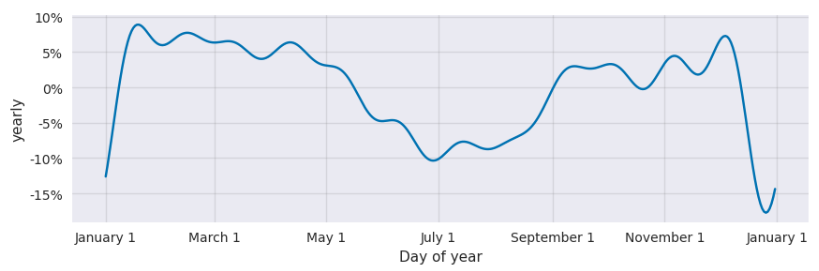 10%
5%
0%
-5%
-10%
-15%
yearly
January 1
March 1
May 1
July 1
September 1
November 1
January 1
Day of year